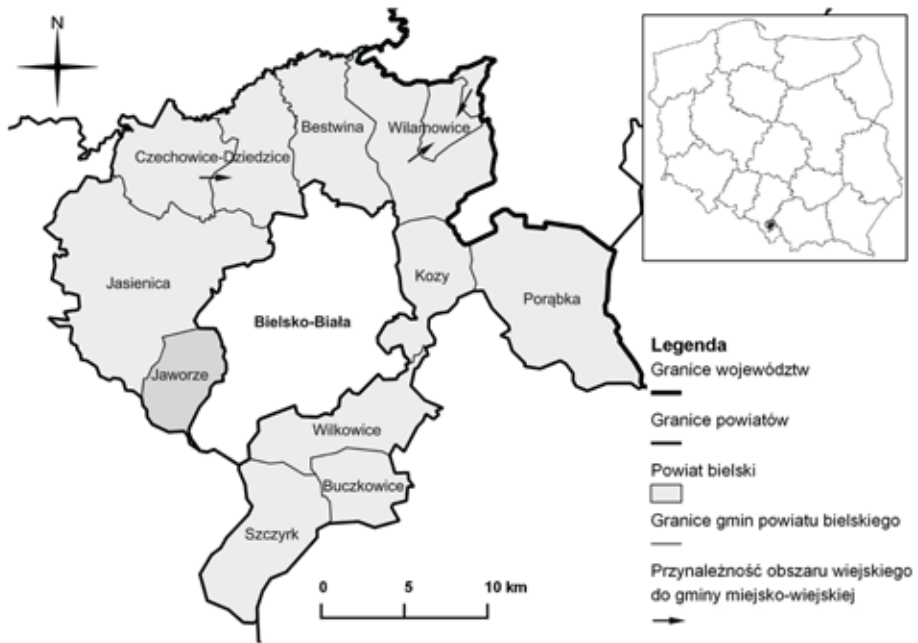 N
Bestwina
Wilamowice
Czechowice-Dziedzice
Jasienica
Kozy
Porąbka
Bielsko-Biała
Jaworze
Wilkowice
Buczkowice
Szczyrk
0 5 10 km
Legenda
Granice województw
Granice powiatów
Powiat bielski
Granice gmin powiatu bielskiego
Przynależność obszaru wiejskiego
do gminy miejsko-wiejskiej